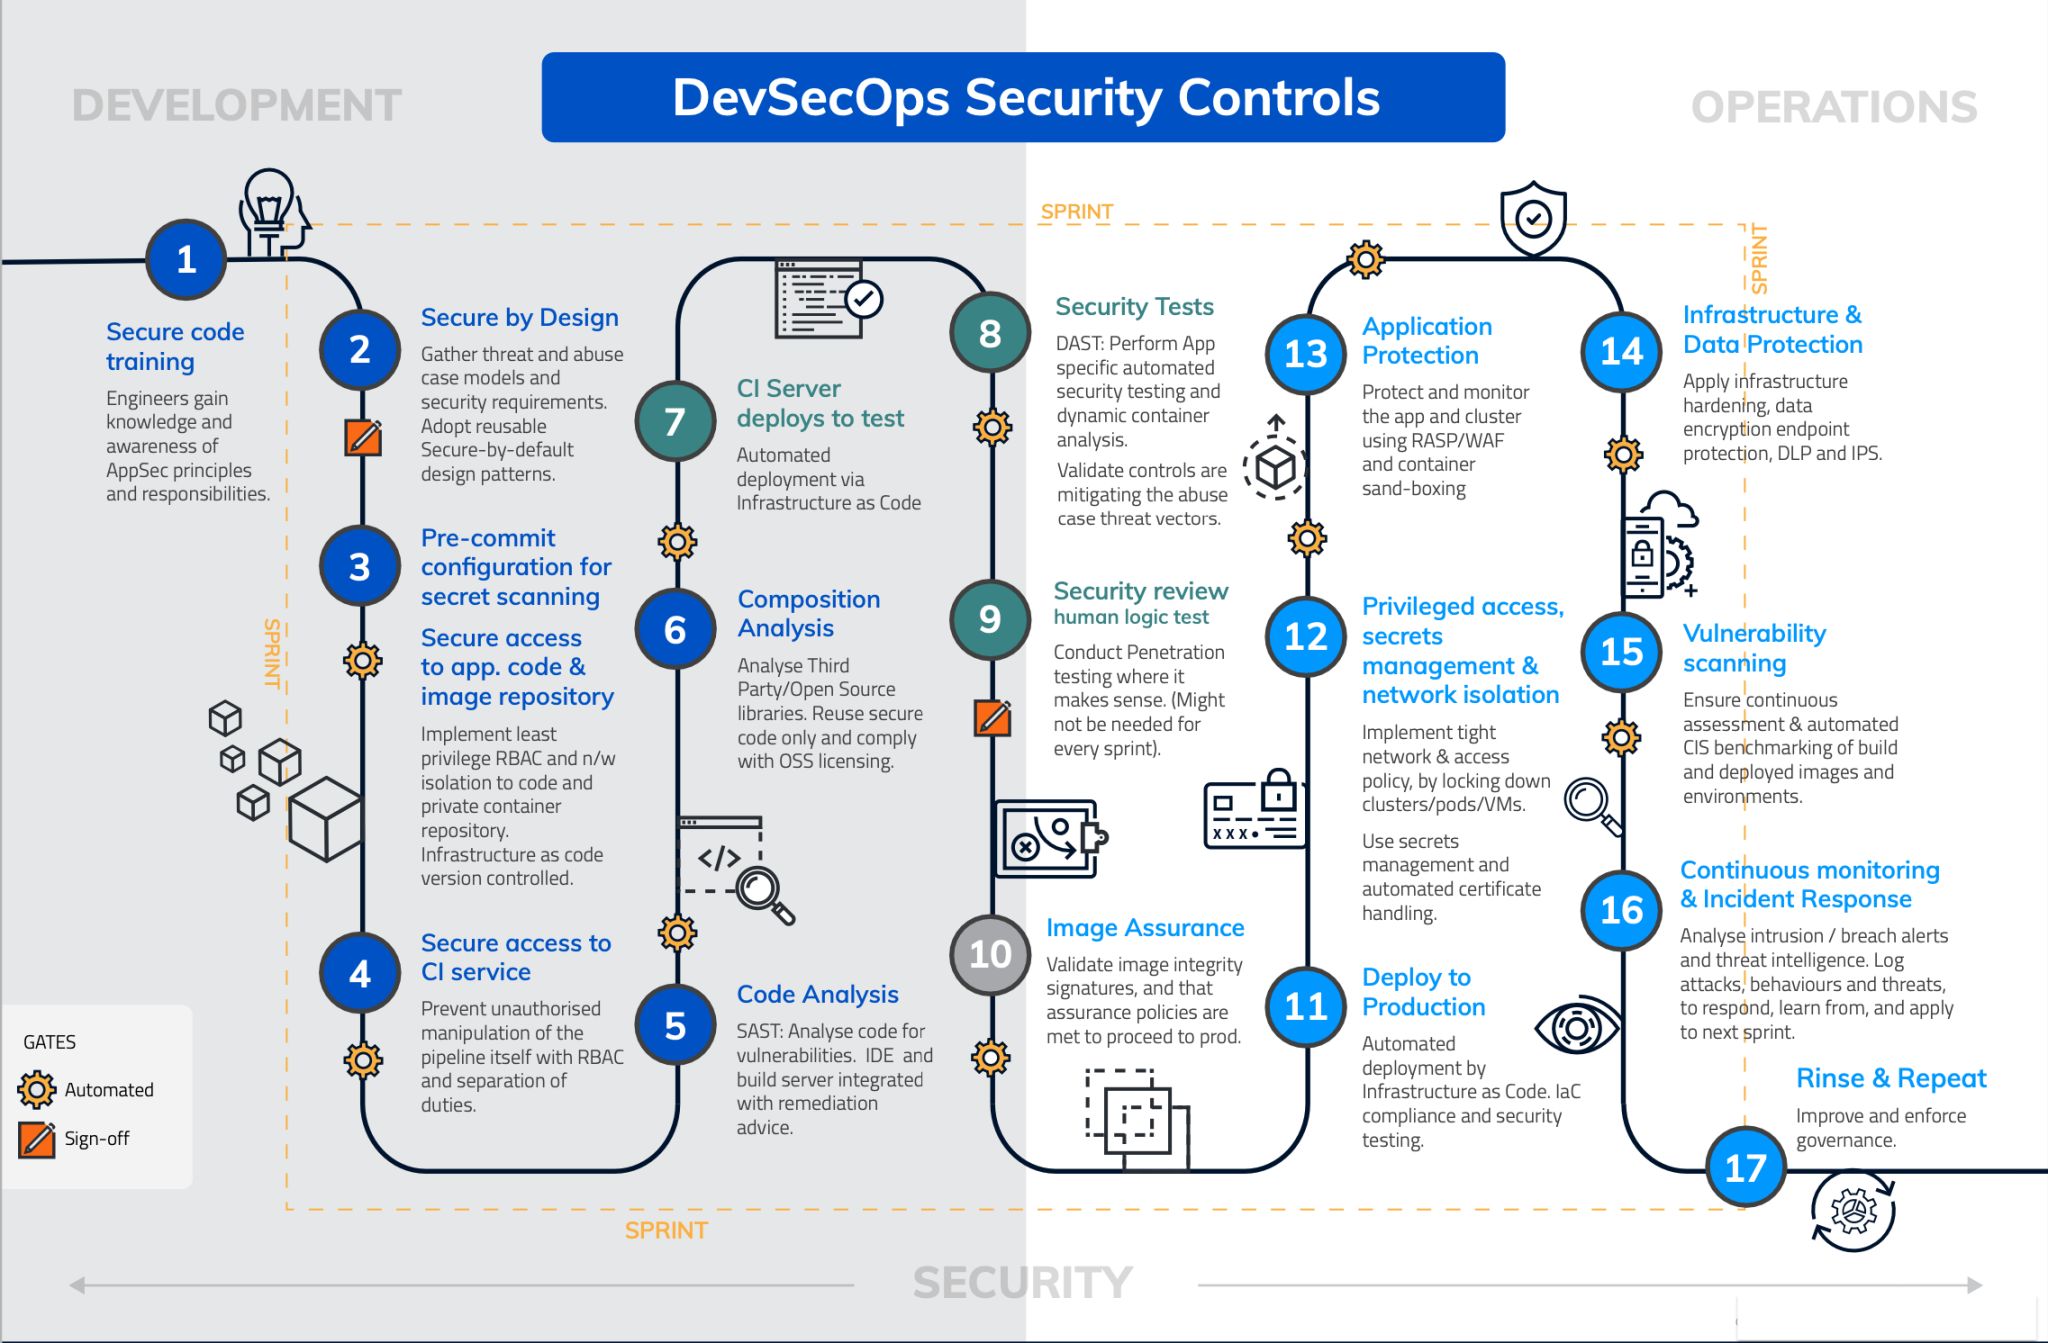 DevSecOps Security Controls
DEVELOPMENT
OPERATIONS
SPRINT
SPRINT
SPRINT
SPRINT
1
Secure code
training
Engineers gain
knowledge and
awareness of
AppSec principles
and responsibilities.
2
Secure by Design
Gather threat and abuse
case models and
security requirements.
Adopt reusable
Secure-by-default
design patterns.
3
Pre-commit
configuration for
secret scanning
Secure access
to app. code &
image repository
Implement least
privilege RBAC and n/w
isolation to code and
private container
repository.
Infrastructure as code
version controlled.
4
Secure access to
CI service
Prevent unauthorised
manipulation of the
pipeline itself with RBAC
and separation of
duties.
5
Code Analysis
SAST: Analyse code for
vulnerabilities. IDE and
build server integrated
with remediation
advice.
6
Composition
Analysis
Analyse Third
Party/Open Source
libraries. Reuse secure
code only and comply
with OSS licensing.
</>
7
CI Server
deploys to test
Automated
deployment via
Infrastructure as Code
8
Security Tests
DAST: Perform App
specific automated
security testing and
dynamic container
analysis.
Validate controls are
mitigating the abuse
case threat vectors.
9
Security review
human logic test
Conduct Penetration
testing where it
makes sense. (Might
not be needed for
every sprint).
10
Image Assurance
Validate image integrity
signatures, and that
assurance policies are
met to proceed to prod.
11
Deploy to
Production
Automated
deployment by
Infrastructure as Code. IaC
compliance and security
testing.
12
Privileged access,
secrets
management &
network isolation
Implement tight
network & access
policy, by locking down
clusters/pods/VMs.
Use secrets
management and
automated certificate
handling.
xxx
13
Application
Protection
Protect and monitor
the app and cluster
using RASP/WAF
and container
sand-boxing
14
Infrastructure &
Data Protection
Apply infrastructure
hardening, data
encryption endpoint
protection, DLP and IPS.
15
Vulnerability
scanning
Ensure continuous
assessment & automated
CIS benchmarking of build
and deployed images and
environments.
16
Continuous monitoring
& Incident Response
Analyse intrusion / breach alerts
and threat intelligence. Log
attacks, behaviours and threats,
to respond, learn from, and apply
to next sprint.
17
Rinse & Repeat
Improve and enforce
governance.
GATES
Automated
Sign-off
SECURITY